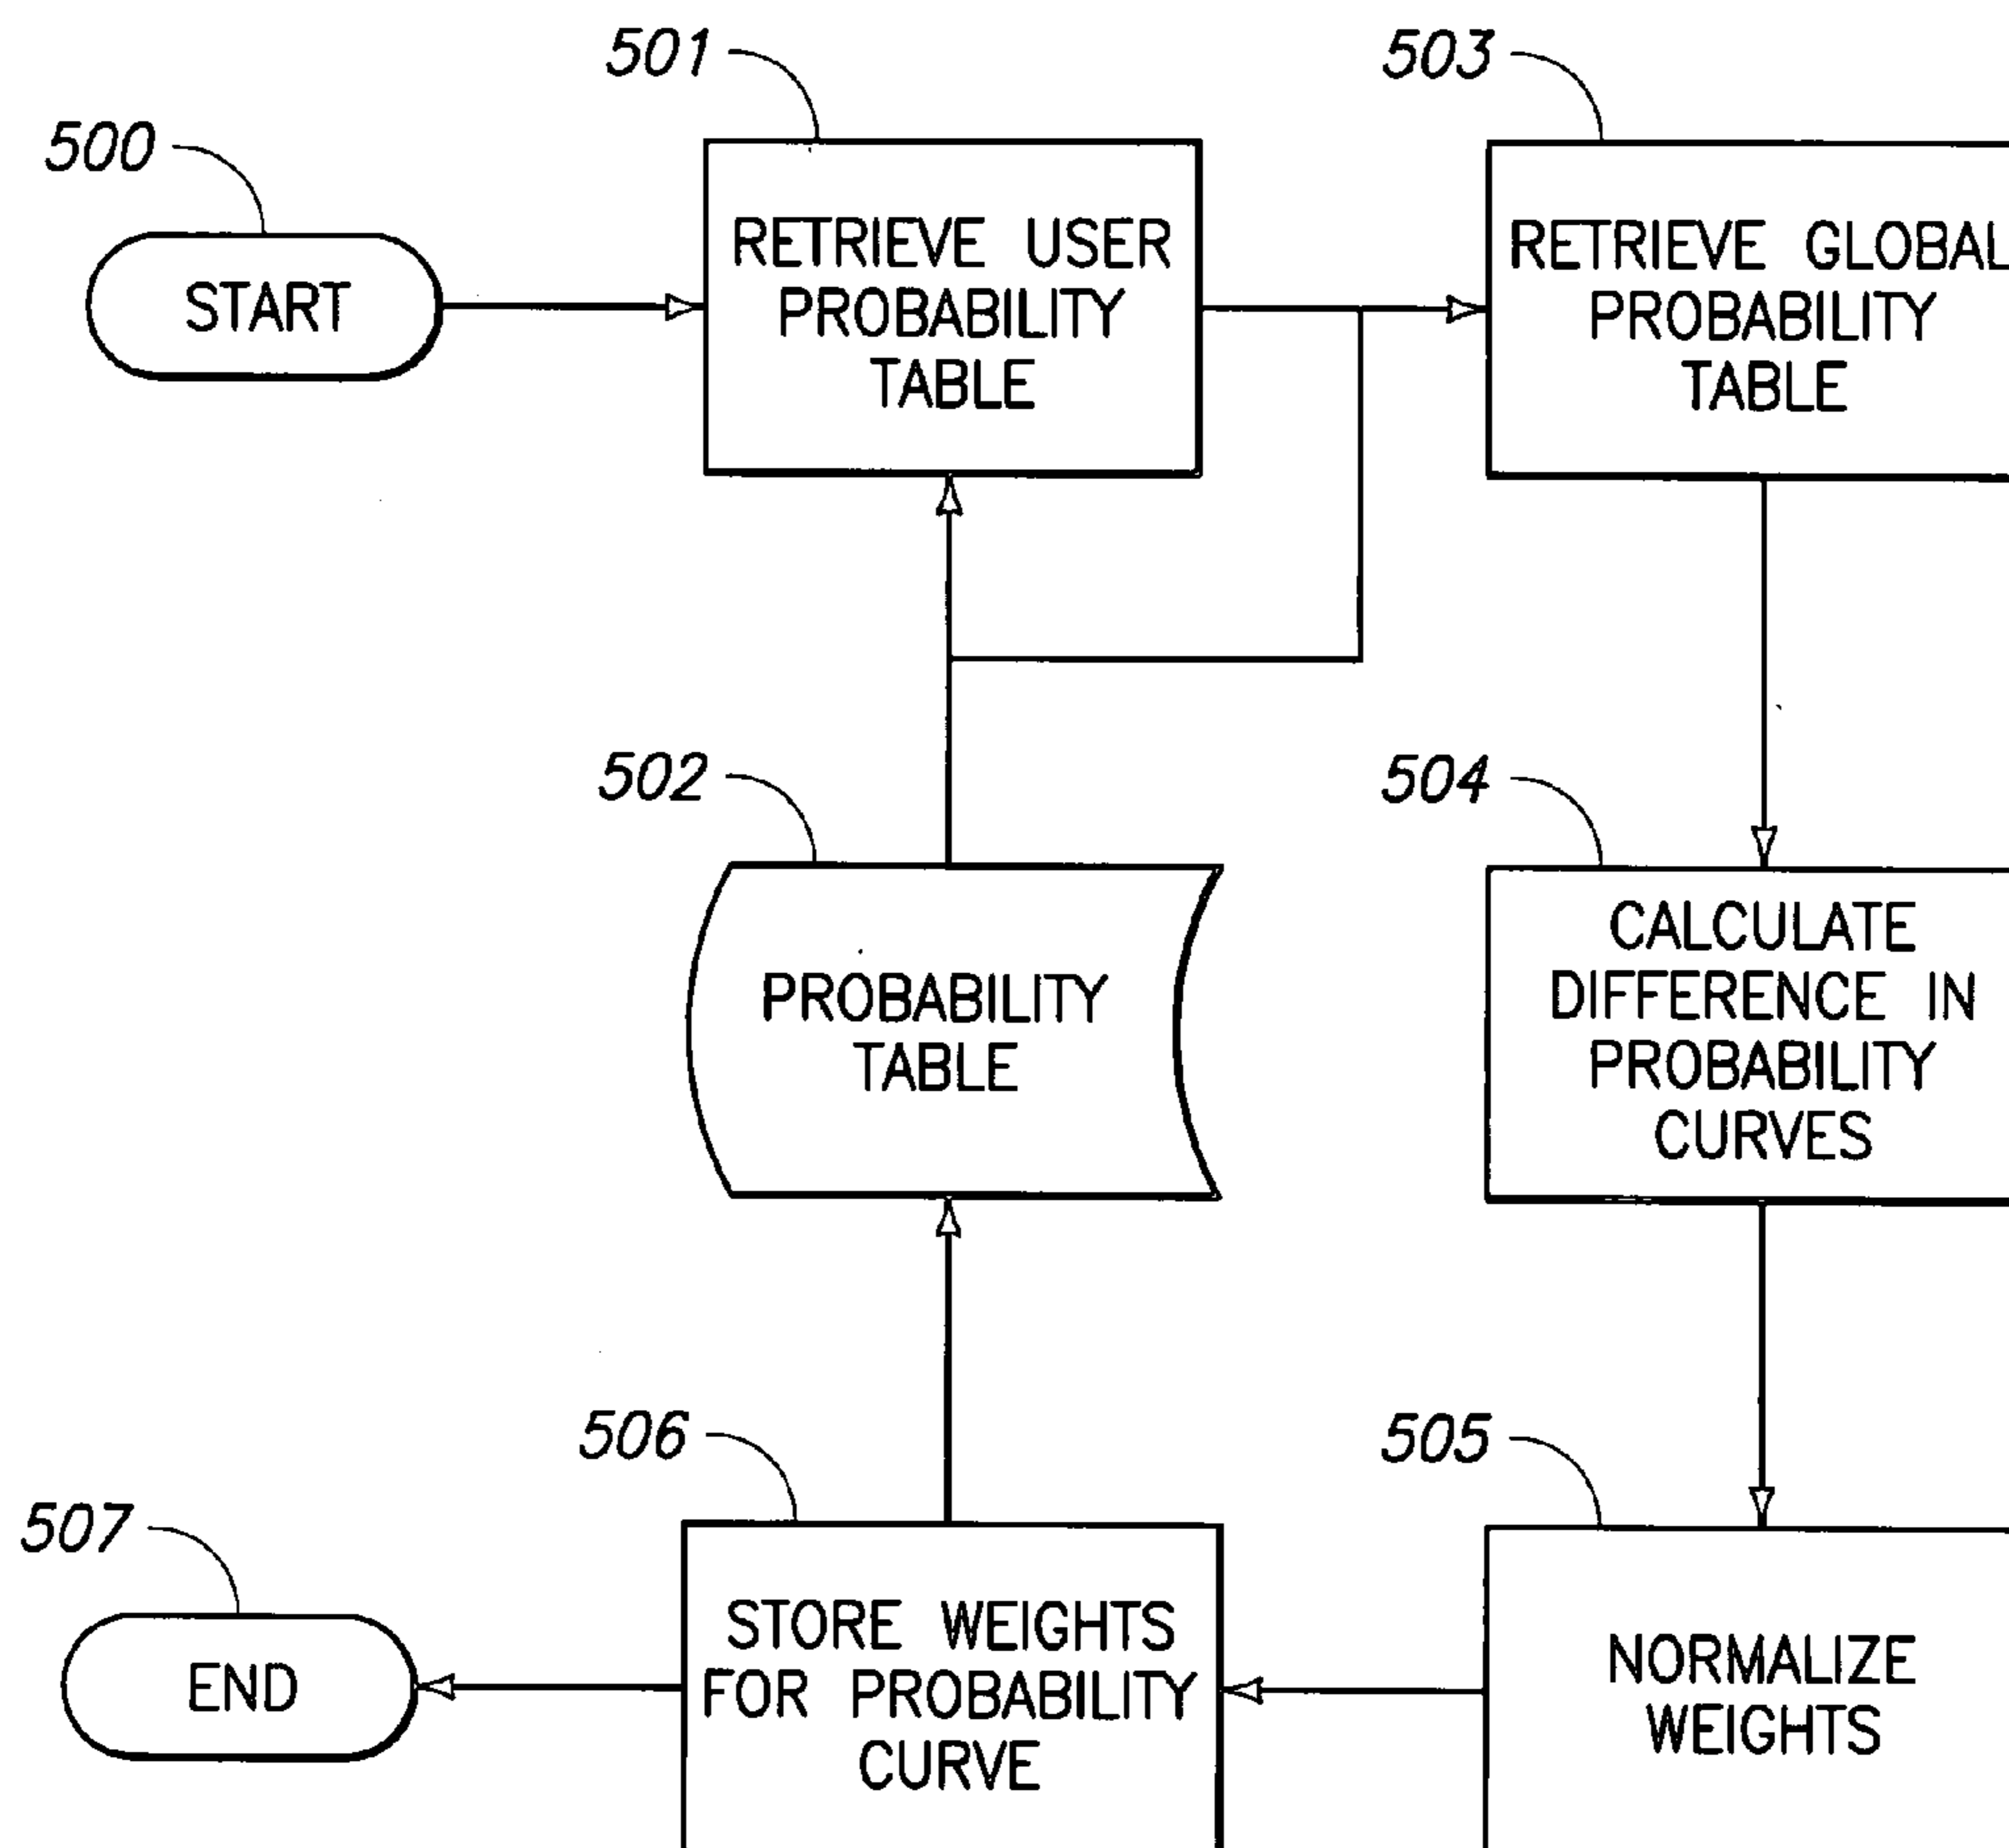 501
503
500
START
RETRIEVE USER
PROBABILITY
TABLE
RETRIEVE GLOBAL
PROBABILITY
TABLE
502
504
PROBABILITY
TABLE
CALCULATE
DIFFERENCE IN
PROBABILITY
CURVES
506
505
507
END
STORE WEIGHTS
FOR PROBABILITY
CURVE
NORMALIZE
WEIGHTS